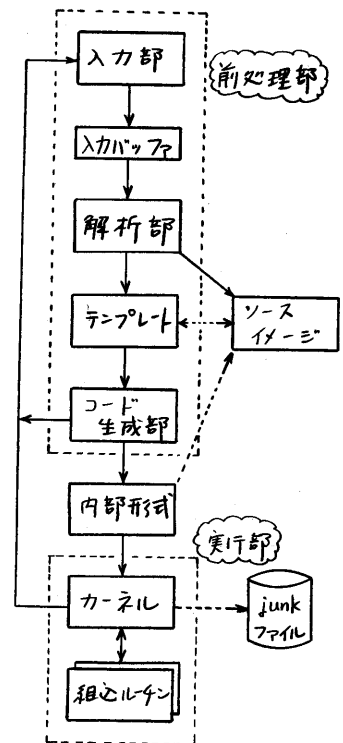 入力部
前処理部
入力バッファ
解析部
テンプレート
ソース
イメージ
コード
生成部
内部形式
実行部
カーネル
junk
ファイル
組込ルーチン